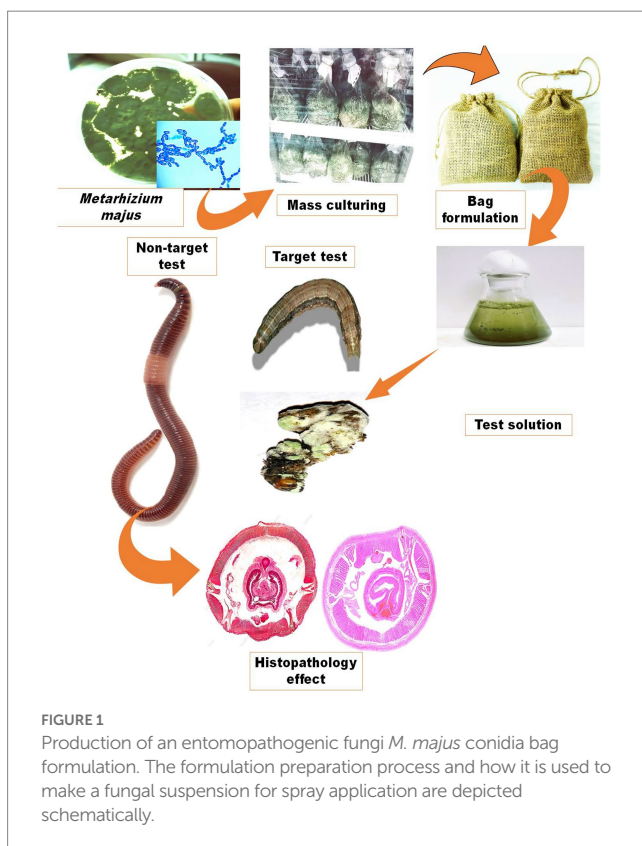 Metarhizium
majus
Mass culturing
Bag
formulation
Non-target
test
Target test
Test solution
Histopathology
effect
FIGURE 1
Production of an entomopathogenic fungi M. majus conidia bag
formulation. The formulation preparation process and how it is used to
make a fungal suspension for spray application are depicted
schematically.